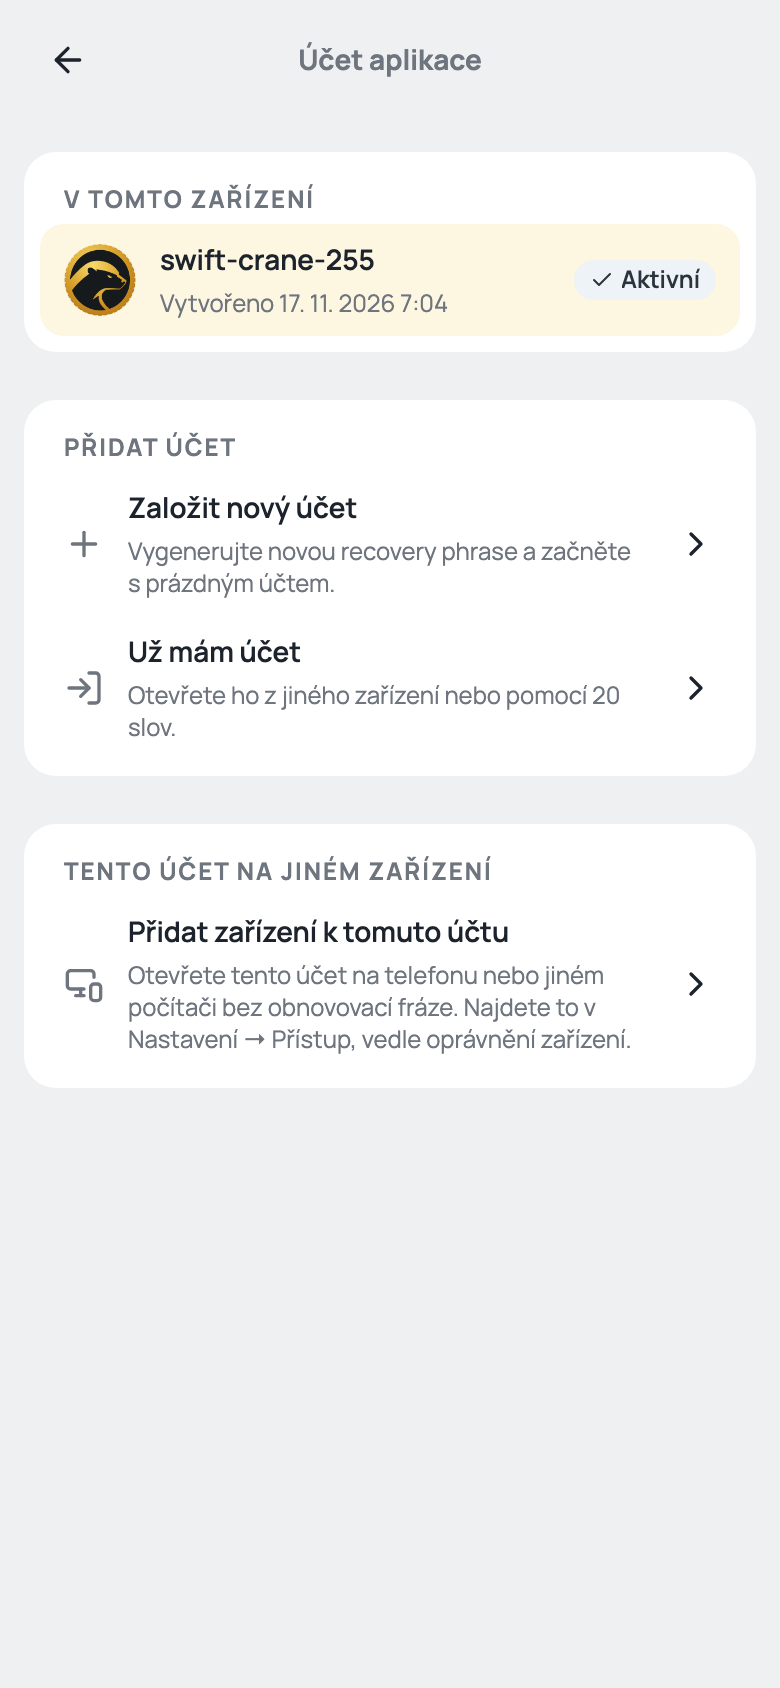 Účet aplikace
V TOMTO ZAŘÍZENÍ
swift-crane-255
Vytvořeno 17. 11. 2026 7:04
Aktivní
PŘIDAT ÚČET
Založit nový účet
Vygenerujte novou recovery phrase a začněte
s prázdným účtem.
Už mám účet
Otevřete ho z jiného zařízení nebo pomocí 20
slov.
TENTO ÚČET NA JINÉM ZAŘÍZENÍ
Přidat zařízení k tomuto účtu
Otevřete tento účet na telefonu nebo jiném
počítači bez obnovovací fráze. Najdete to v
Nastavení → Přístup, vedle oprávnění zařízení.